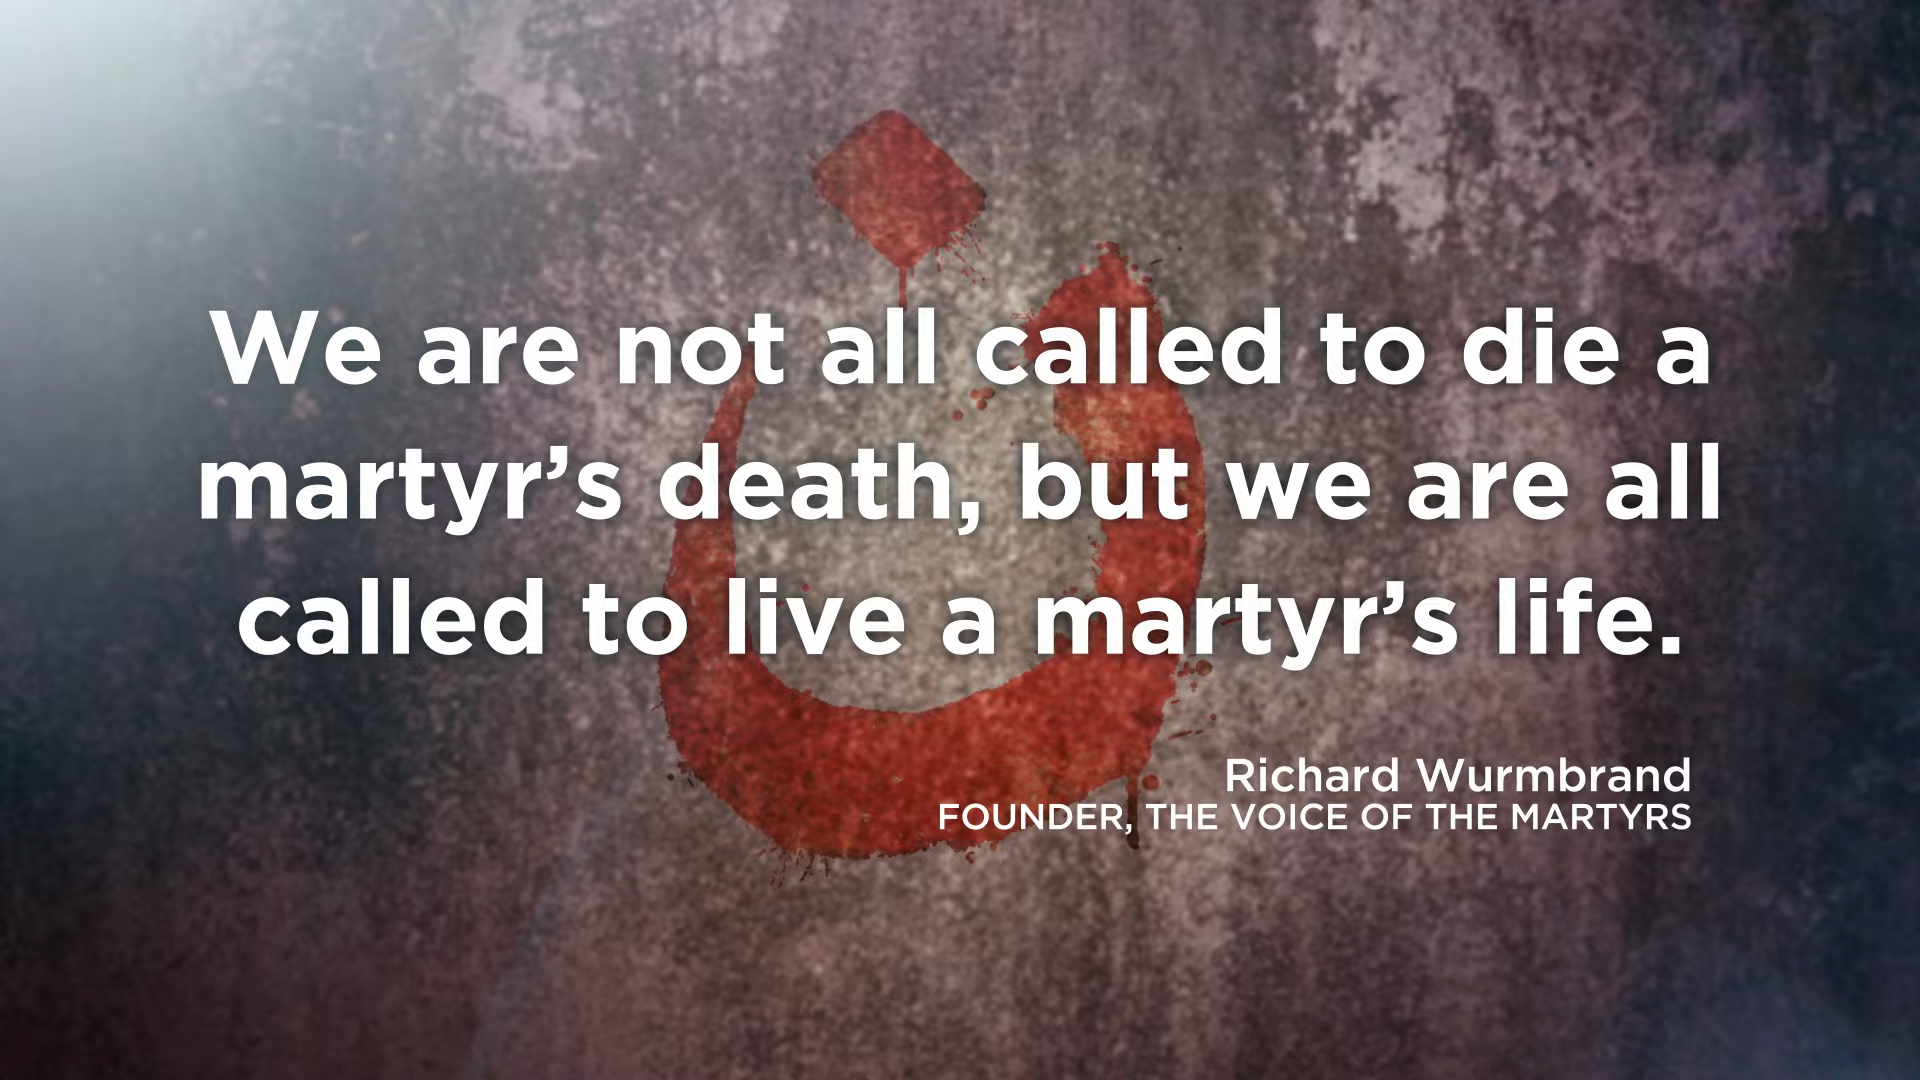 ن
We are not all called to die a
martyr’s death, but we are all
called to live a martyr’s life.
Richard Wurmbrand
FOUNDER, THE VOICE OF THE MARTYRS